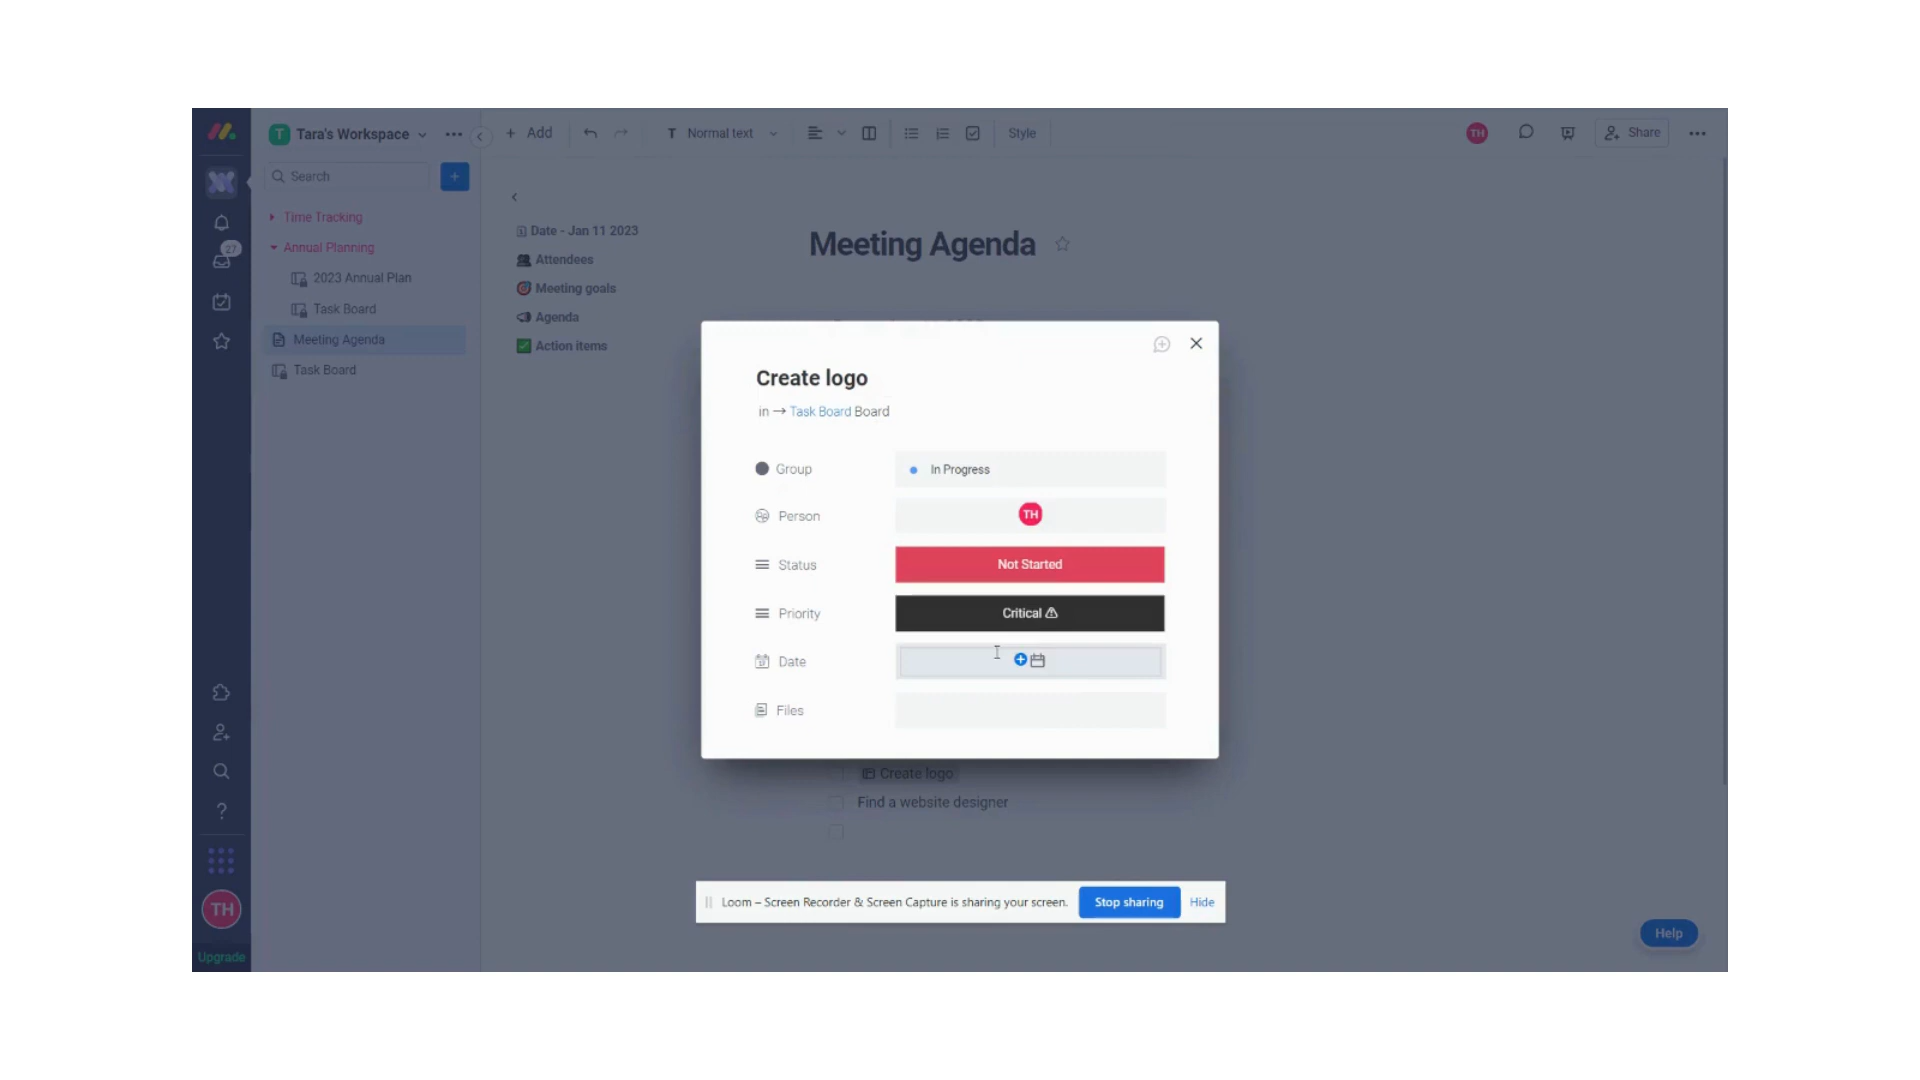 T Tara's Workspace
Search
Time Tracking
Annual Planning
2023 Annual Plan
Task Board
Meeting Agenda
Task Board
27
TH
Upgrade
+ Add
T Normal text
Style
TH
Share
Date - Jan 11 2023
Attendees
Meeting goals
Agenda
Action items
Meeting Agenda
Create logo
in → Task Board Board
Group
In Progress
Person
TH
Status
Not Started
Priority
Critical
Date
Files
Create logo
Find a website designer
Loom – Screen Recorder & Screen Capture is sharing your screen.
Stop sharing
Hide
Help